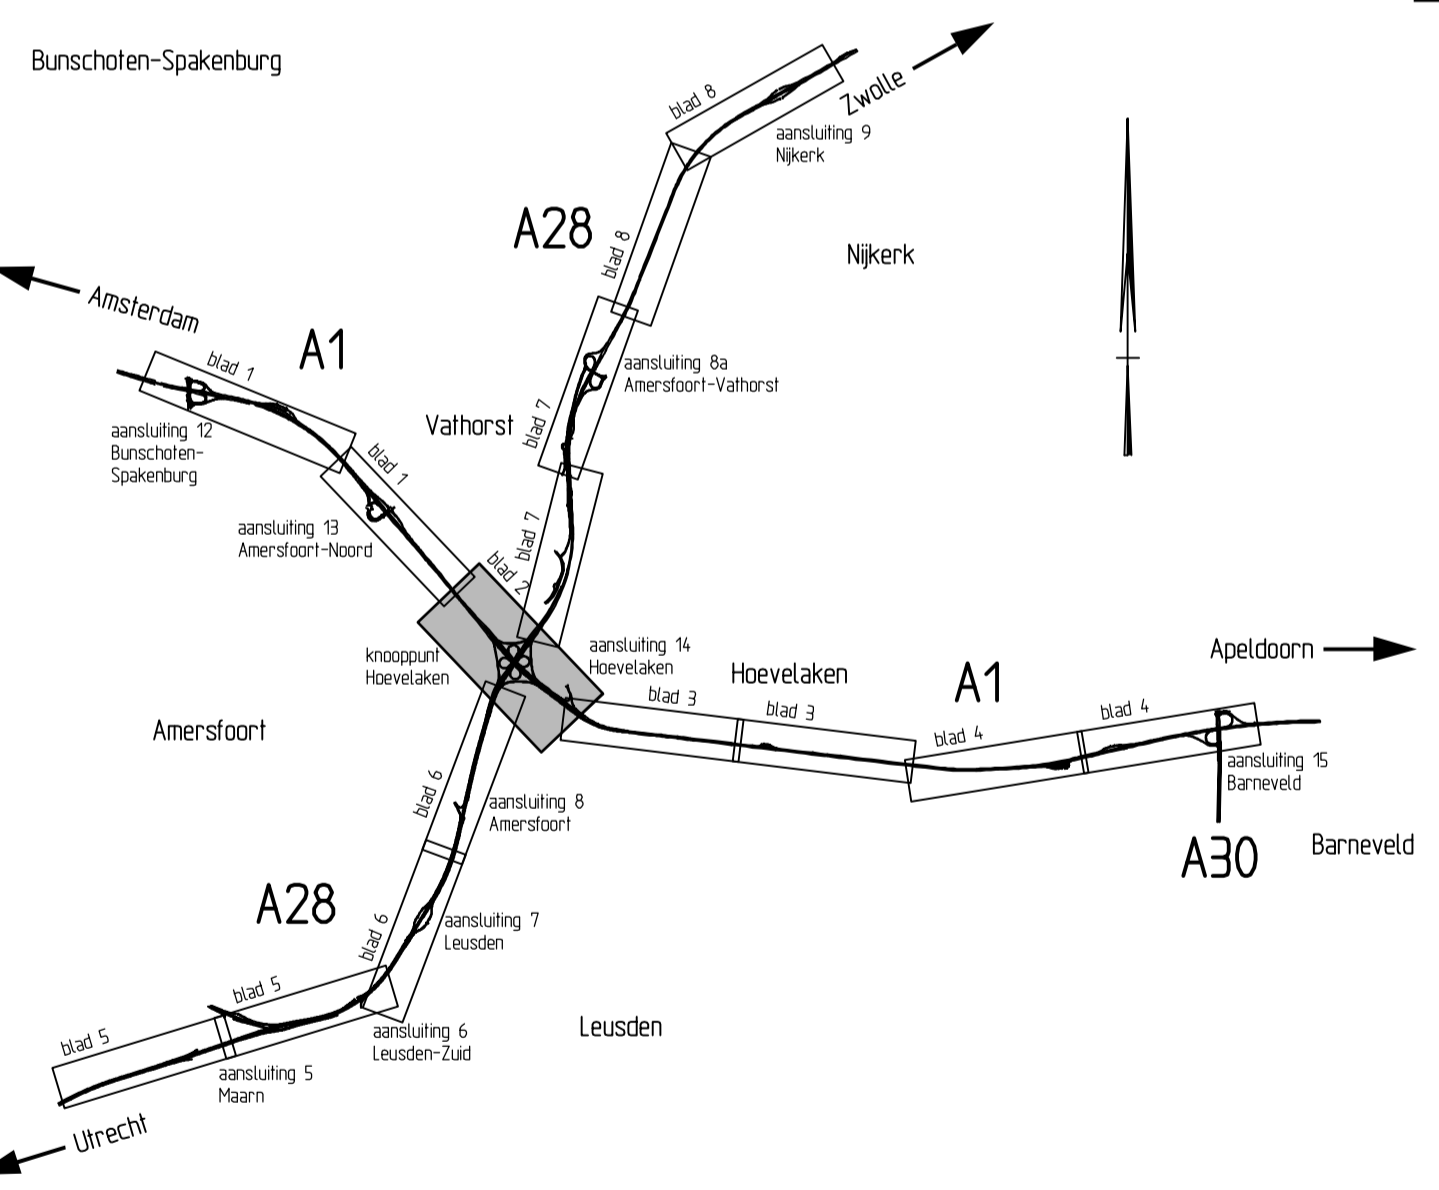 Bunschoten-Spakenburg
Zwolle
blad 8
aansluiting 9
Nijkerk
A28
blad 8
Nijkerk
Amsterdam
A1
blad 1
aansluiting 8a
Amersfoort-Vathorst
Vathorst
blad 7
aansluiting 12
Bunschoten-
Spakenburg
blad 1
aansluiting 13
Amersfoort-Noord
blad 7
blad 2
knooppunt
Hoevelaken
aansluiting 14
Hoevelaken
Hoevelaken
A1
Apeldoorn
blad 3
blad 3
blad 4
blad 4
Amersfoort
aansluiting 15
Barneveld
A30
Barneveld
blad 6
aansluiting 8
Amersfoort
A28
blad 6
aansluiting 7
Leusden
blad 5
blad 5
aansluiting 6
Leusden-Zuid
Leusden
aansluiting 5
Maarn
Utrecht